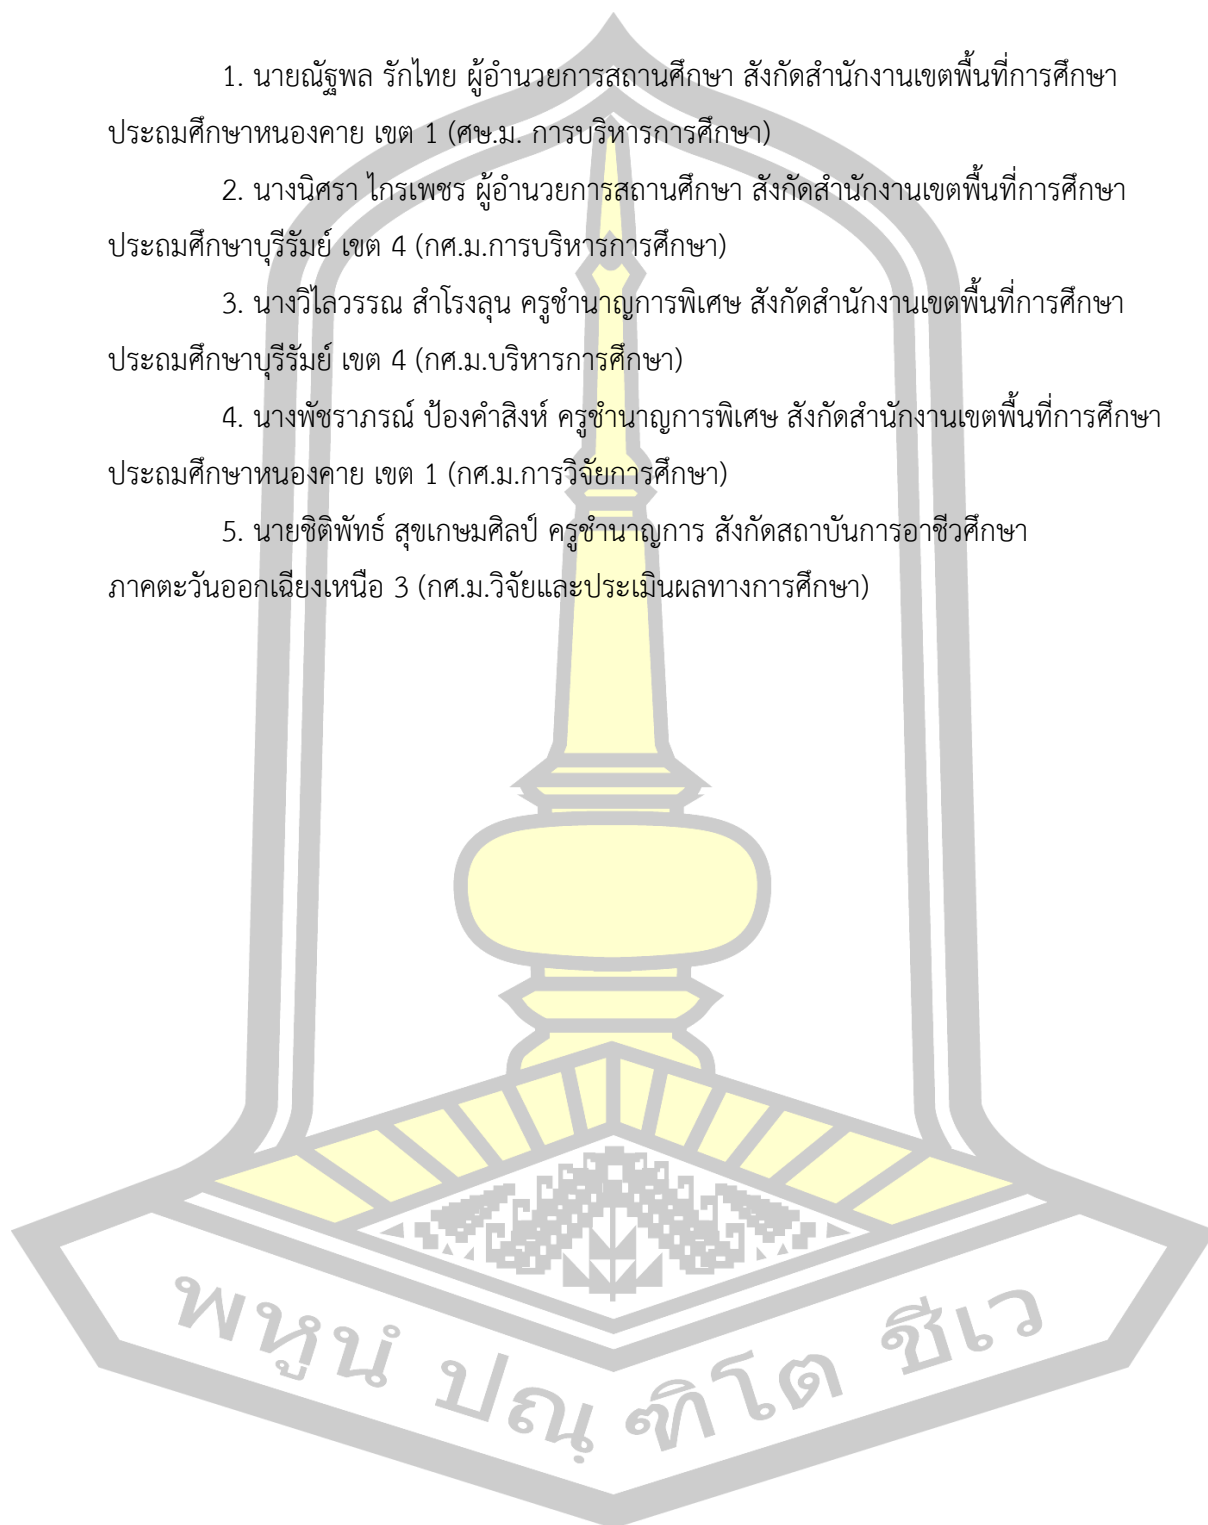 1. นายณัฐพล รักไทย ผู้อำนวยการสถานศึกษา สังกัดสำนักงานเขตพื้นที่การศึกษา
ประถมศึกษาหนองคาย เขต 1 (ศษ.ม. การบริหารการศึกษา)
2. นางนิศรา ไกรเพชร ผู้อำนวยการสถานศึกษา สังกัดสำนักงานเขตพื้นที่การศึกษา
ประถมศึกษาบุรีรัมย์ เขต 4 (กศ.ม.การบริหารการศึกษา)
3. นางวิไลวรรณ สำโรงลุน ครูชำนาญการพิเศษ สังกัดสำนักงานเขตพื้นที่การศึกษา
ประถมศึกษาบุรีรัมย์ เขต 4 (กศ.ม.บริหารการศึกษา)
4. นางพัชราภรณ์ ป้องคำสิงห์ ครูชำนาญการพิเศษ สังกัดสำนักงานเขตพื้นที่การศึกษา
ประถมศึกษาหนองคาย เขต 1 (กศ.ม.การวิจัยการศึกษา)
5. นายชิติพัทธ์ สุขเกษมศิลป์ ครูชำนาญการ สังกัดสถาบันการอาชีวศึกษา
ภาคตะวันออกเฉียงเหนือ 3 (กศ.ม.วิจัยและประเมินผลทางการศึกษา)
พหูนํ ปณฺ ฑิโต ชีเว